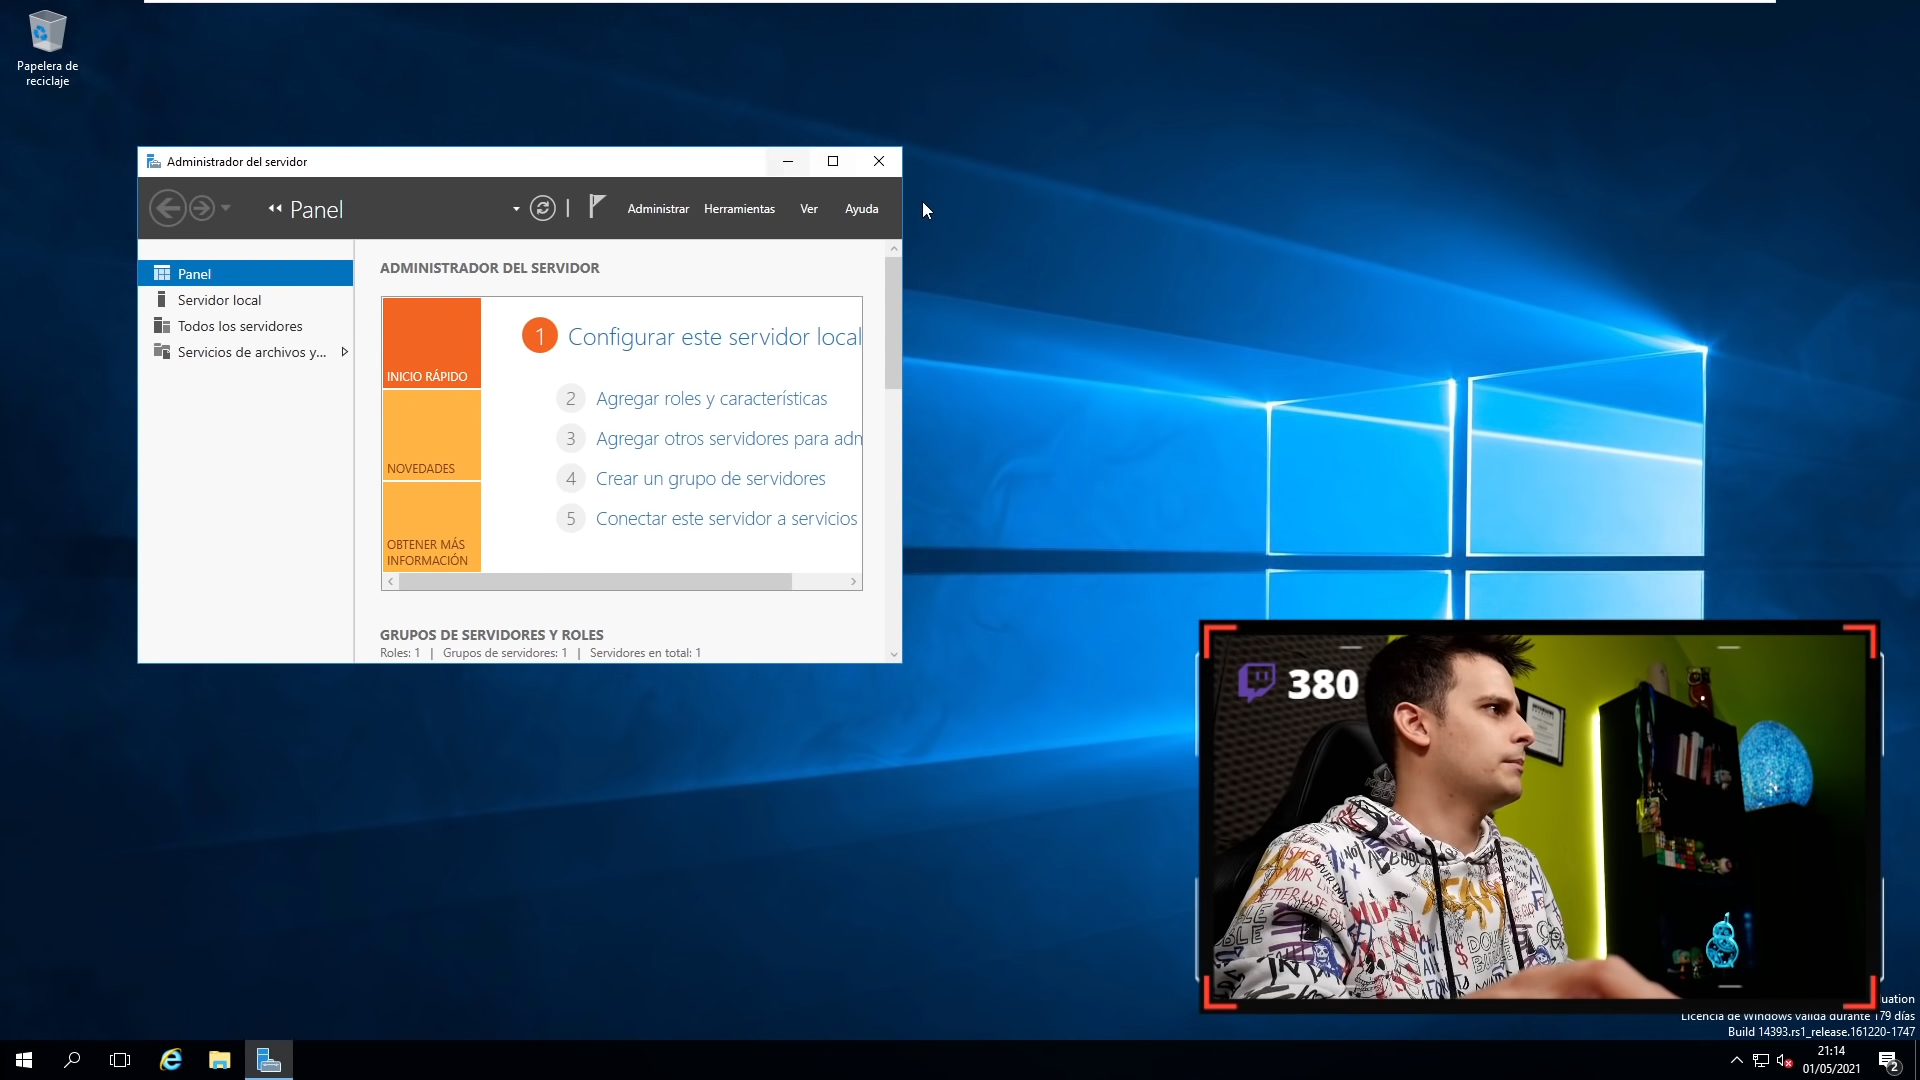 Papelera de
reciclaje
Administrador del servidor
Panel
Administrar
Herramientas
Ver
Ayuda
Panel
Servidor local
Todos los servidores
Servicios de archivos y...
ADMINISTRADOR DEL SERVIDOR
INICIO RÁPIDO
NOVEDADES
OBTENER MÁS
INFORMACIÓN
1 Configurar este servidor local
2 Agregar roles y características
3 Agregar otros servidores para adm
4 Crear un grupo de servidores
5 Conectar este servidor a servicios
GRUPOS DE SERVIDORES Y ROLES
Roles: 1 | Grupos de servidores: 1 | Servidores en total: 1
380
uation
Licencia de Windows válida durante 179 días
Build 14393.rs1_release.161220-1747
21:14
01/05/2021
2